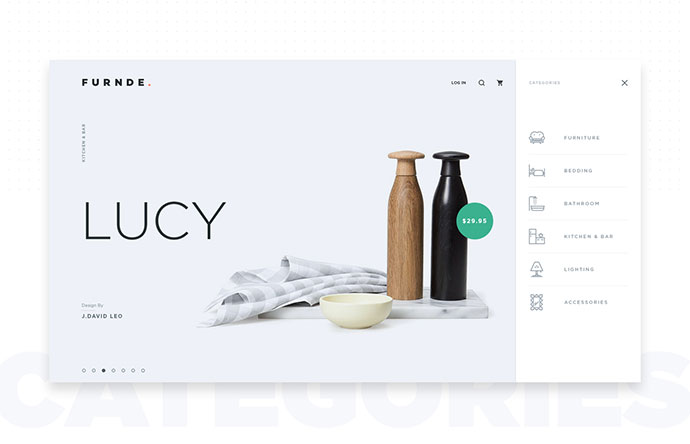 FURNDE.
LOG IN
CATEGORIES
KITCHEN & BAR
LUCY
$29.95
Design By
J.DAVID LEO
FURNITURE
BEDDING
BATHROOM
KITCHEN & BAR
LIGHTING
ACCESSORIES
CATEGORIES